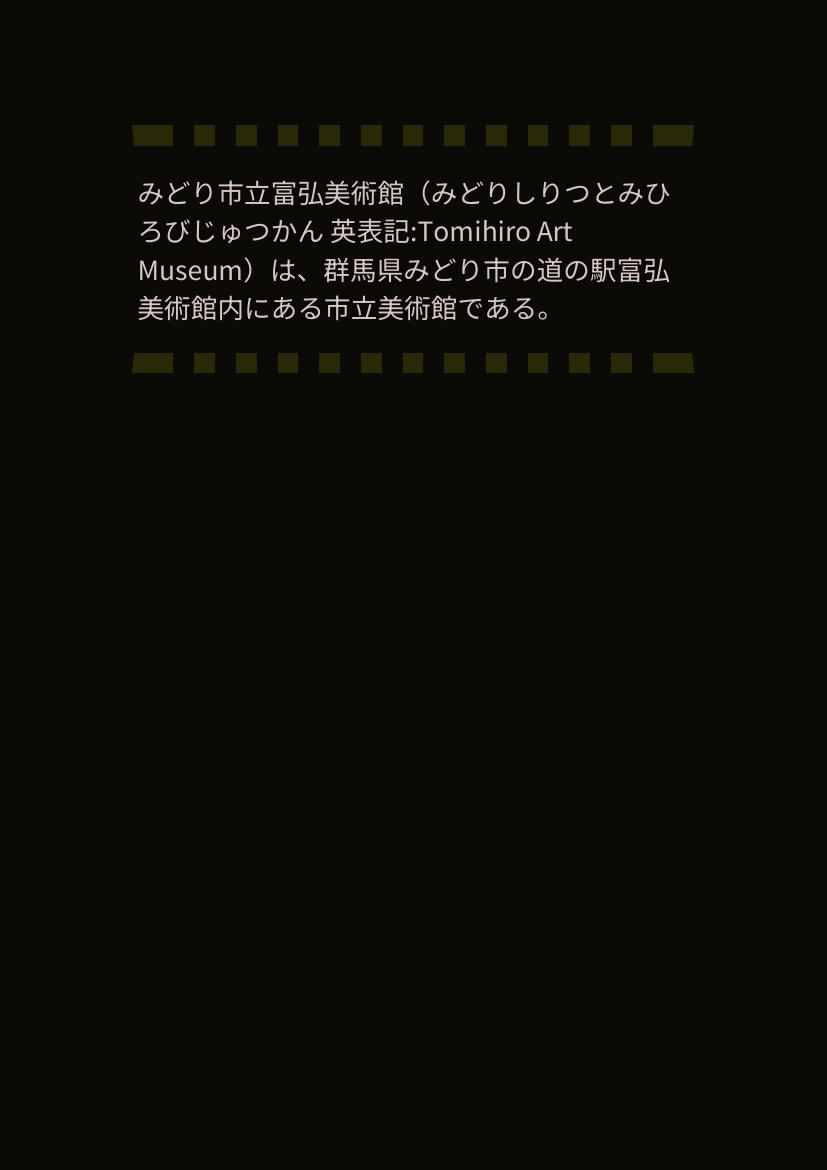 みどり市立富弘美術館（みどりしりつとみひ
ろびじゅつかん 英表記:Tomihiro Art
Museum）は、群馬県みどり市の道の駅富弘
美術館内にある市立美術館である。